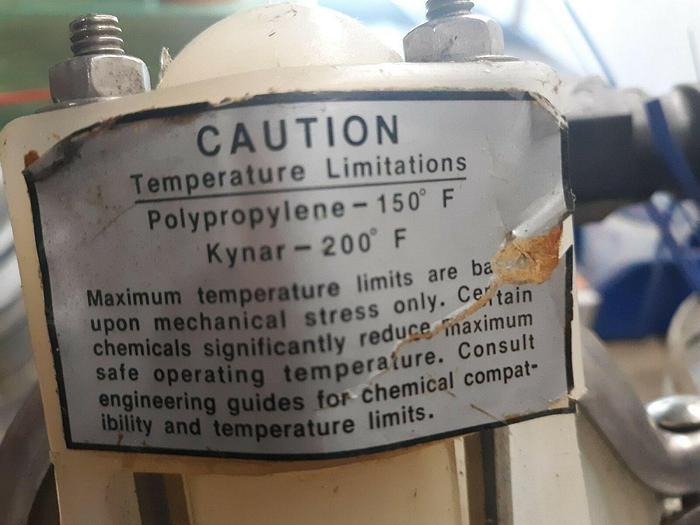 CAUTION
Temperature Limitations
Polypropylene - 150° F
Kynar - 200° F
Maximum temperature limits are ba
upon mechanical stress only. Certain
chemicals significantly reduce maximum
safe operating temperature. Consult
engineering guides for chemical compat-
ibility and temperature limits.